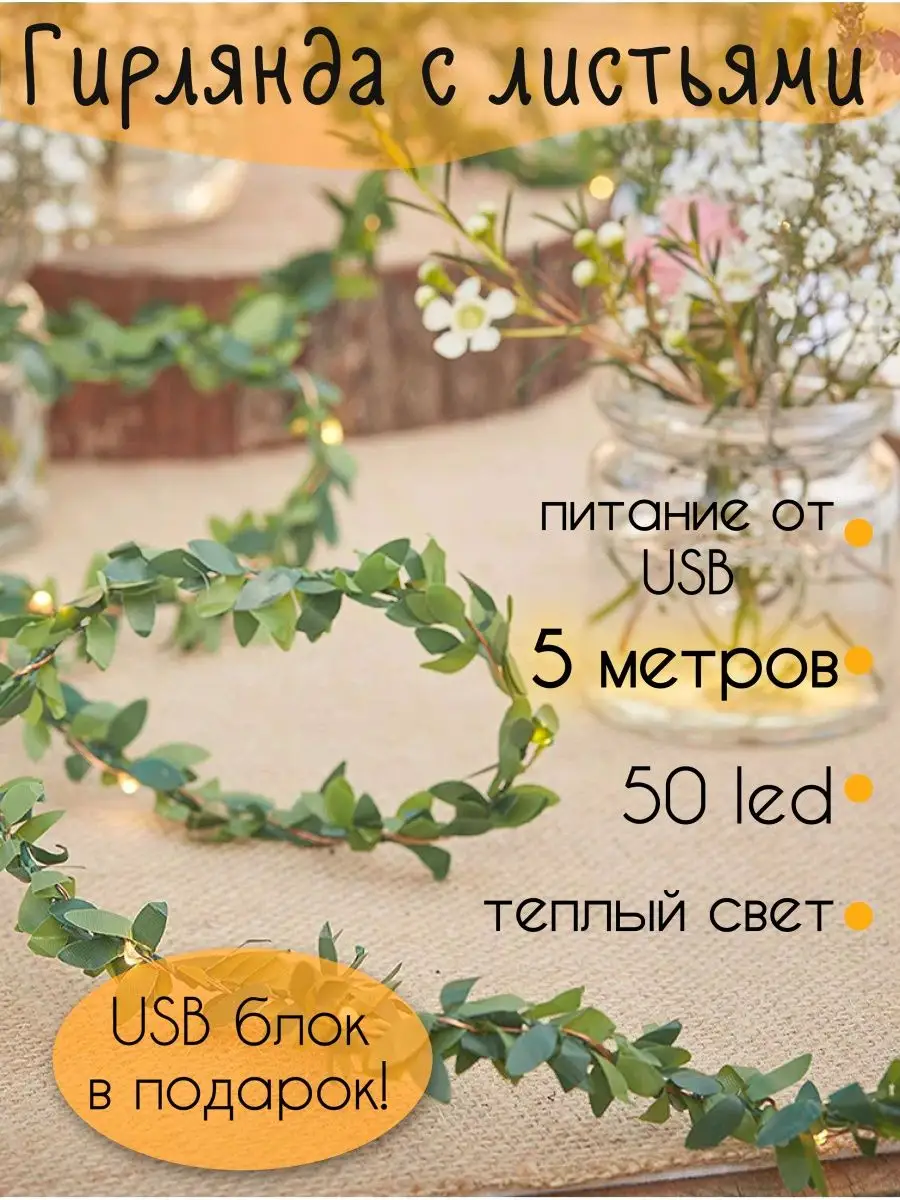 Гирлянда с листьями
питание от
USB
5 метров
50 led
теплый свет
USB блок
в подарок!